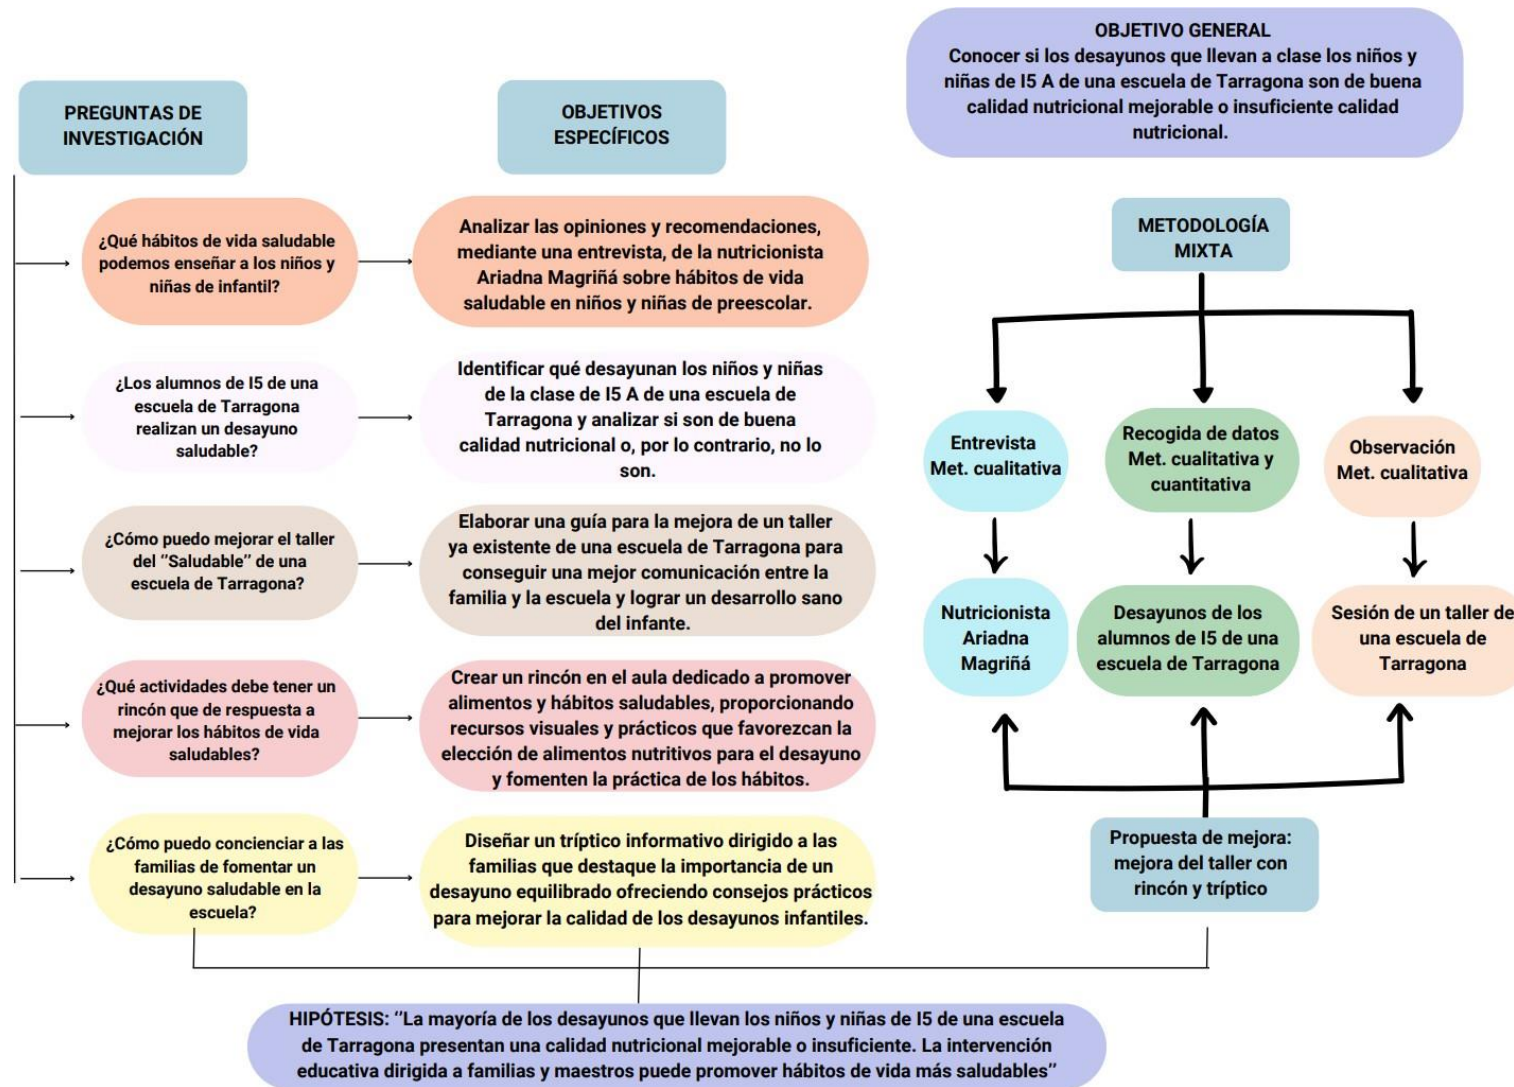 PREGUNTAS DE
INVESTIGACIÓN
OBJETIVOS
ESPECÍFICOS
¿Qué hábitos de vida saludable
podemos enseñar a los niños y
niñas de infantil?
Analizar las opiniones y recomendaciones,
mediante una entrevista, de la nutricionista
Ariadna Magriñá sobre hábitos de vida
saludable en niños y niñas de preescolar.
¿Los alumnos de I5 de una
escuela de Tarragona
realizan un desayuno
saludable?
Identificar qué desayunan los niños y niñas
de la clase de I5 A de una escuela de
Tarragona y analizar si son de buena
calidad nutricional o, por lo contrario, no lo
son.
¿Cómo puedo mejorar el taller
del "Saludable" de una
escuela de Tarragona?
Elaborar una guía para la mejora de un taller
ya existente de una escuela de Tarragona para
conseguir una mejor comunicación entre la
familia y la escuela y lograr un desarrollo sano
del infante.
¿Qué actividades debe tener un
rincón que de respuesta a
mejorar los hábitos de vida
saludables?
Crear un rincón en el aula dedicado a promover
alimentos y hábitos saludables, proporcionando
recursos visuales y prácticos que favorezcan la
elección de alimentos nutritivos para el desayuno
y fomenten la práctica de los hábitos.
¿Cómo puedo concienciar a las
familias de fomentar un
desayuno saludable en la
escuela?
Diseñar un tríptico informativo dirigido a las
familias que destaque la importancia de un
desayuno equilibrado ofreciendo consejos prácticos
para mejorar la calidad de los desayunos infantiles.
OBJETIVO GENERAL
Conocer si los desayunos que llevan a clase los niños y
niñas de I5 A de una escuela de Tarragona son de buena
calidad nutricional mejorable o insuficiente calidad
nutricional.
METODOLOGÍA
MIXTA
Entrevista
Met. cualitativa
Recogida de datos
Met. cualitativa y
cuantitativa
Observación
Met. cualitativa
Nutricionista
Ariadna
Magriñá
Desayunos de los
alumnos de I5 de una
escuela de Tarragona
Sesión de un taller de
una escuela de
Tarragona
Propuesta de mejora:
mejora del taller con
rincón y tríptico
HIPÓTESIS: "La mayoría de los desayunos que llevan los niños y niñas de I5 de una escuela
de Tarragona presentan una calidad nutricional mejorable o insuficiente. La intervención
educativa dirigida a familias y maestros puede promover hábitos de vida más saludables"